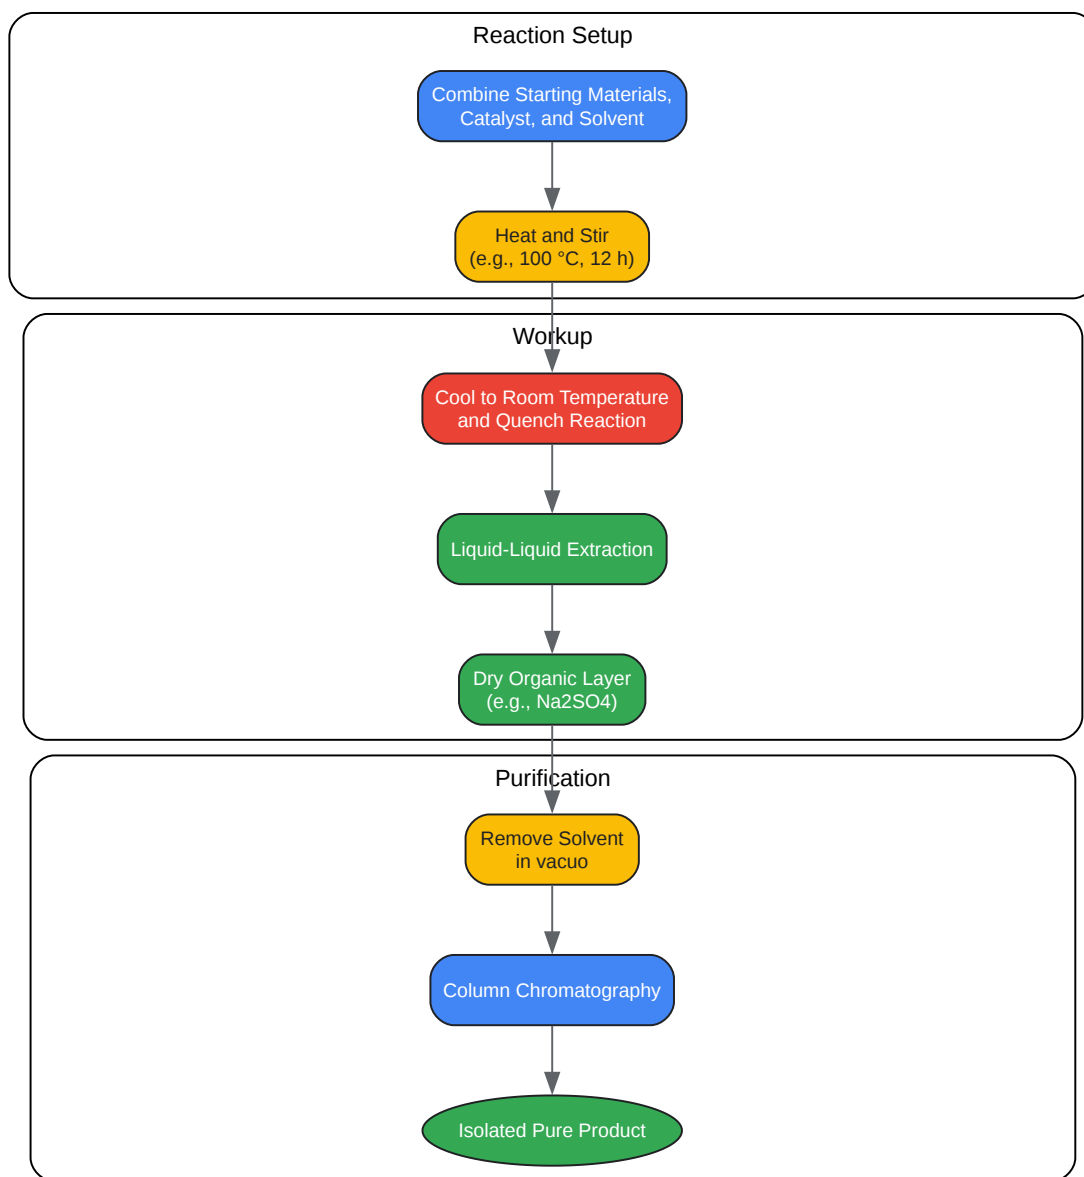 Reaction Setup
Combine Starting Materials,
Catalyst, and Solvent
Heat and Stir
(e.g., 100 °C, 12 h)
Workup
Cool to Room Temperature
and Quench Reaction
Liquid-Liquid Extraction
Dry Organic Layer
(e.g., Na2SO4)
Purification
Remove Solvent
in vacuo
Column Chromatography
Isolated Pure Product